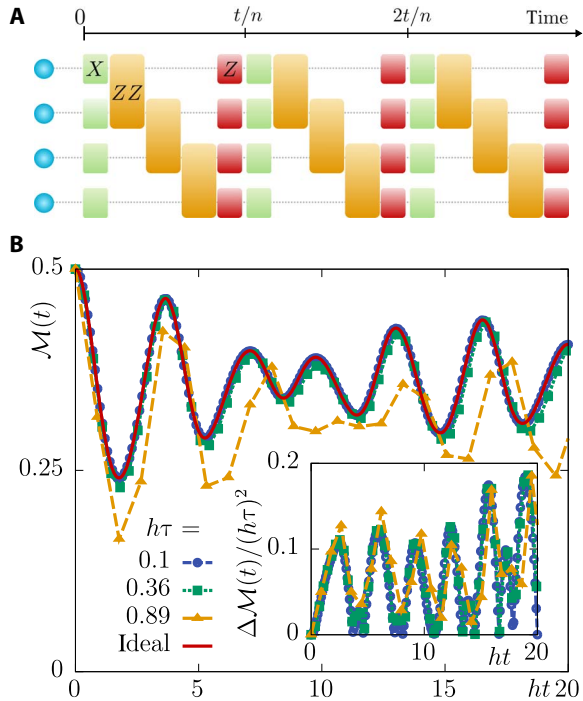 A
0
t/n
2t/n
Time
X
ZZ
Z
B
0.5
0.25
0
M(t)
hτ =
0.1
0.36
0.89
Ideal
0 5 10 15 ht 20
ΔM(t)/(hτ)²
0.2
0.1
0
0 10 ht 20